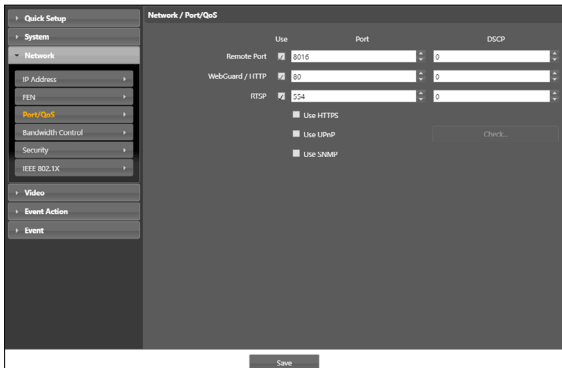 Quick Setup
System
Network
IP Address
FEN
Port/QoS
Bandwidth Control
Security
IEEE 802.1X
Video
Event Action
Event
Network / Port/QoS
Use Port DSCP
Remote Port 8016 0
WebGuard / HTTP 80 0
RTSP 554 0
Use HTTPS
Use UPnP Check...
Use SNMP
Save